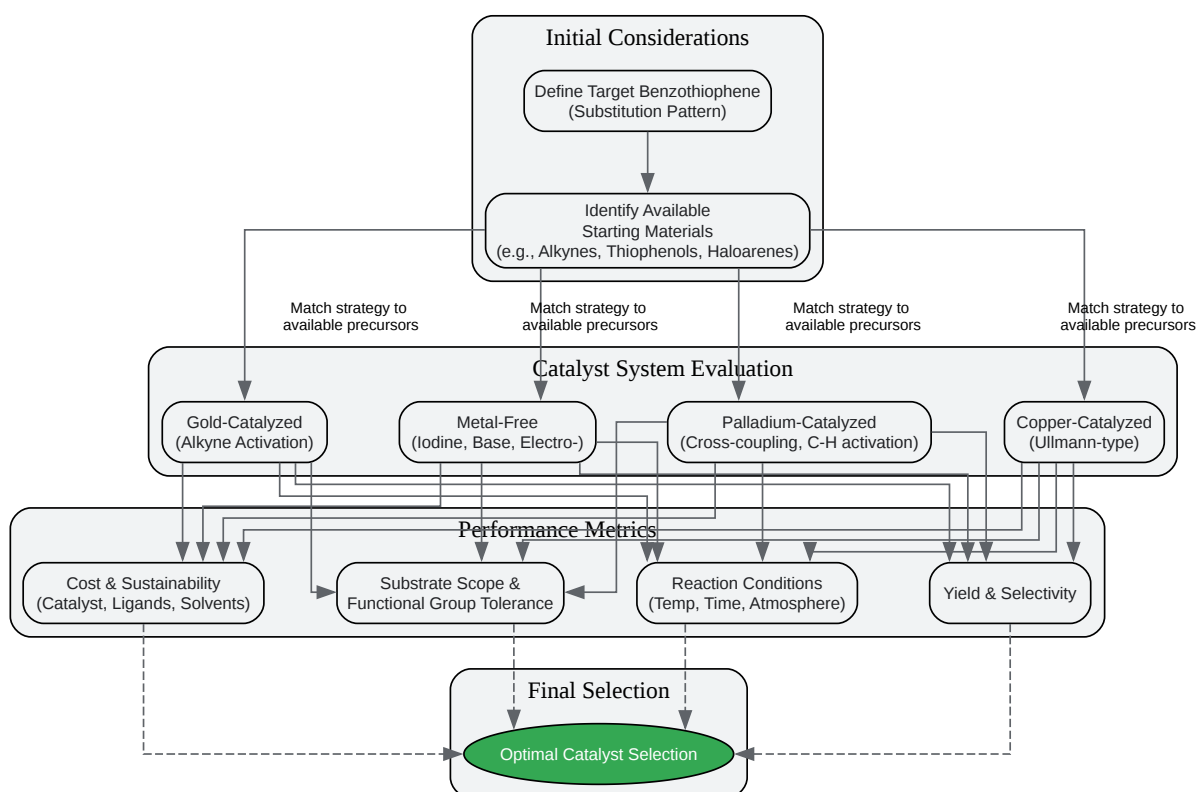 Initial Considerations
Define Target Benzothiophene
(Substitution Pattern)
Identify Available
Starting Materials
(e.g., Alkynes, Thiophenols, Haloarenes)
Match strategy to
available precursors
Match strategy to
available precursors
Match strategy to
available precursors
Match strategy to
available precursors
Catalyst System Evaluation
Gold-Catalyzed
(Alkyne Activation)
Metal-Free
(Iodine, Base, Electro-)
Palladium-Catalyzed
(Cross-coupling, C-H activation)
Copper-Catalyzed
(Ullmann-type)
Performance Metrics
Cost & Sustainability
(Catalyst, Ligands, Solvents)
Substrate Scope &
Functional Group Tolerance
Reaction Conditions
(Temp, Time, Atmosphere)
Yield & Selectivity
Final Selection
Optimal Catalyst Selection